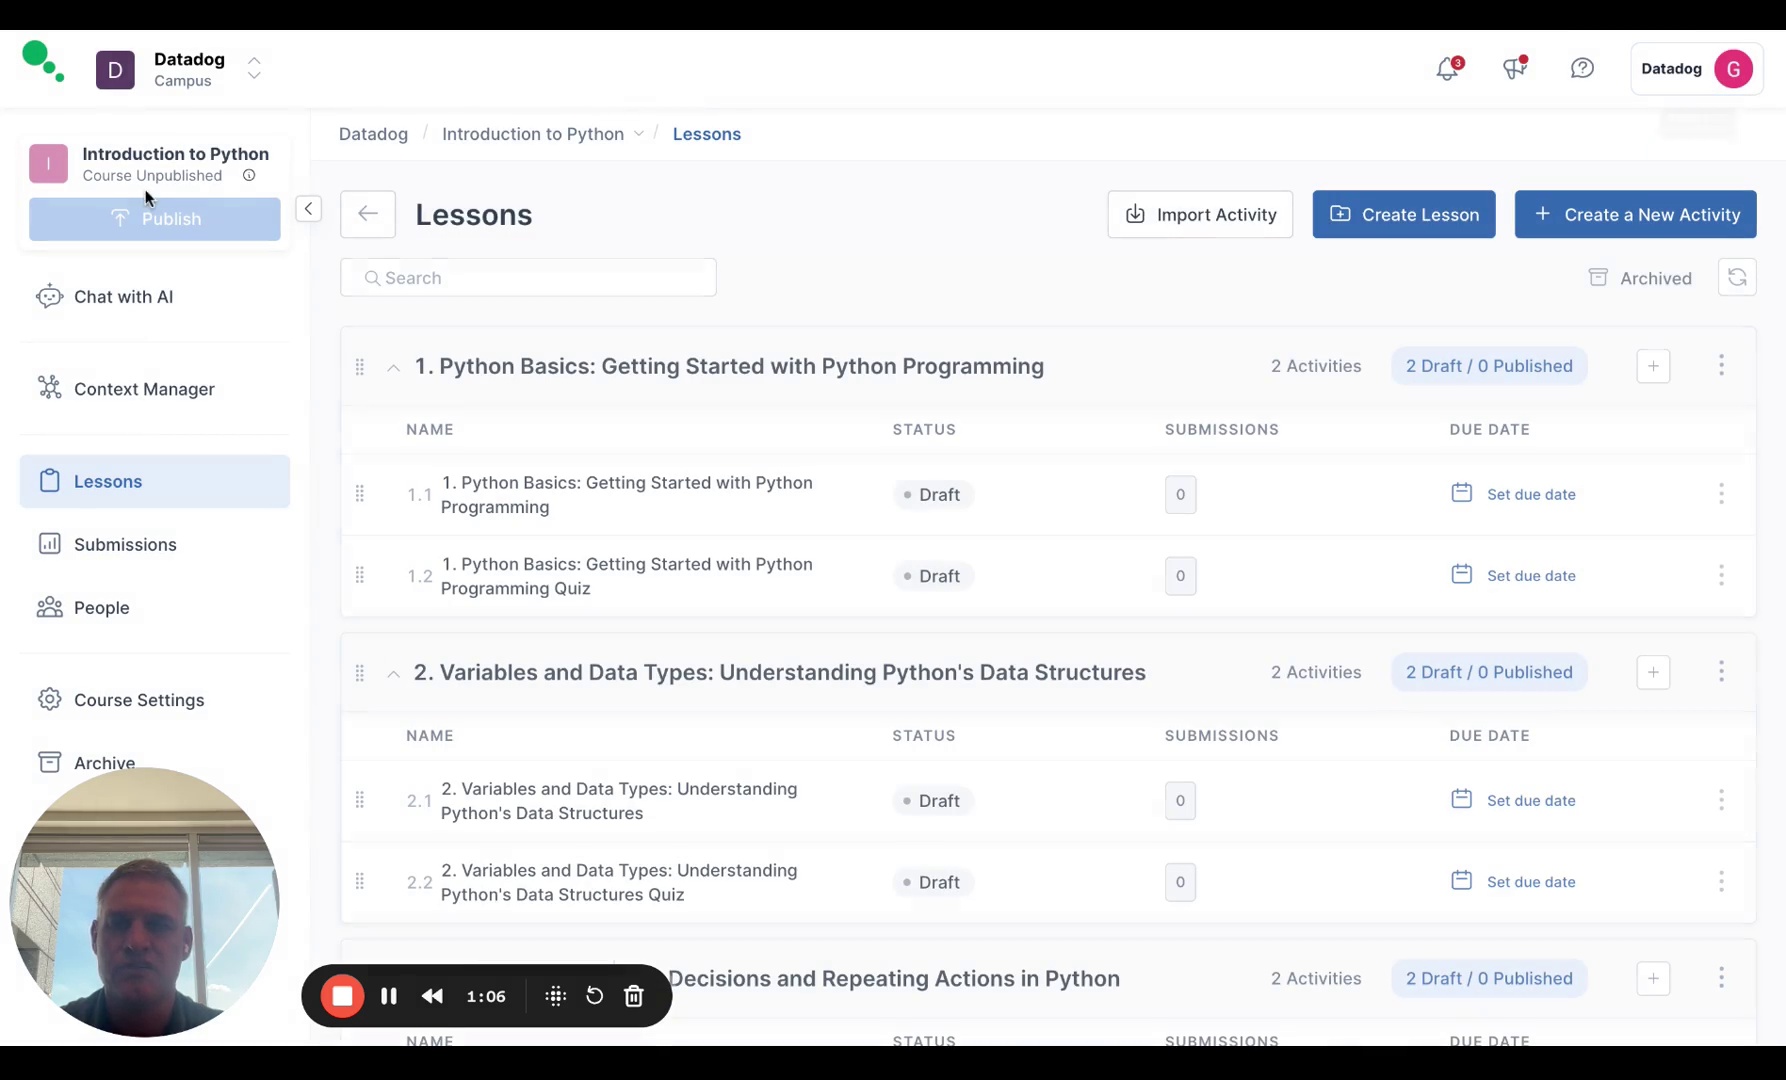 D
Datadog
Campus
3
Datadog
G
I
Introduction to Python
Course Unpublished
Publish
Chat with AI
Context Manager
Lessons
Submissions
People
Course Settings
Archive
Datadog / Introduction to Python / Lessons
Lessons
Import Activity
Create Lesson
+ Create a New Activity
Search
Archived
1. Python Basics: Getting Started with Python Programming
2 Activities
2 Draft / 0 Published
+
NAME STATUS SUBMISSIONS DUE DATE
1.1
1. Python Basics: Getting Started with Python
Programming
Draft
0
Set due date
1.2
1. Python Basics: Getting Started with Python
Programming Quiz
Draft
0
Set due date
2. Variables and Data Types: Understanding Python's Data Structures
2 Activities
2 Draft / 0 Published
+
NAME STATUS SUBMISSIONS DUE DATE
2.1
2. Variables and Data Types: Understanding
Python's Data Structures
Draft
0
Set due date
2.2
2. Variables and Data Types: Understanding
Python's Data Structures Quiz
Draft
0
Set due date
Decisions and Repeating Actions in Python
2 Activities
2 Draft / 0 Published
+
NAME STATUS SUBMISSIONS DUE DATE
1:06